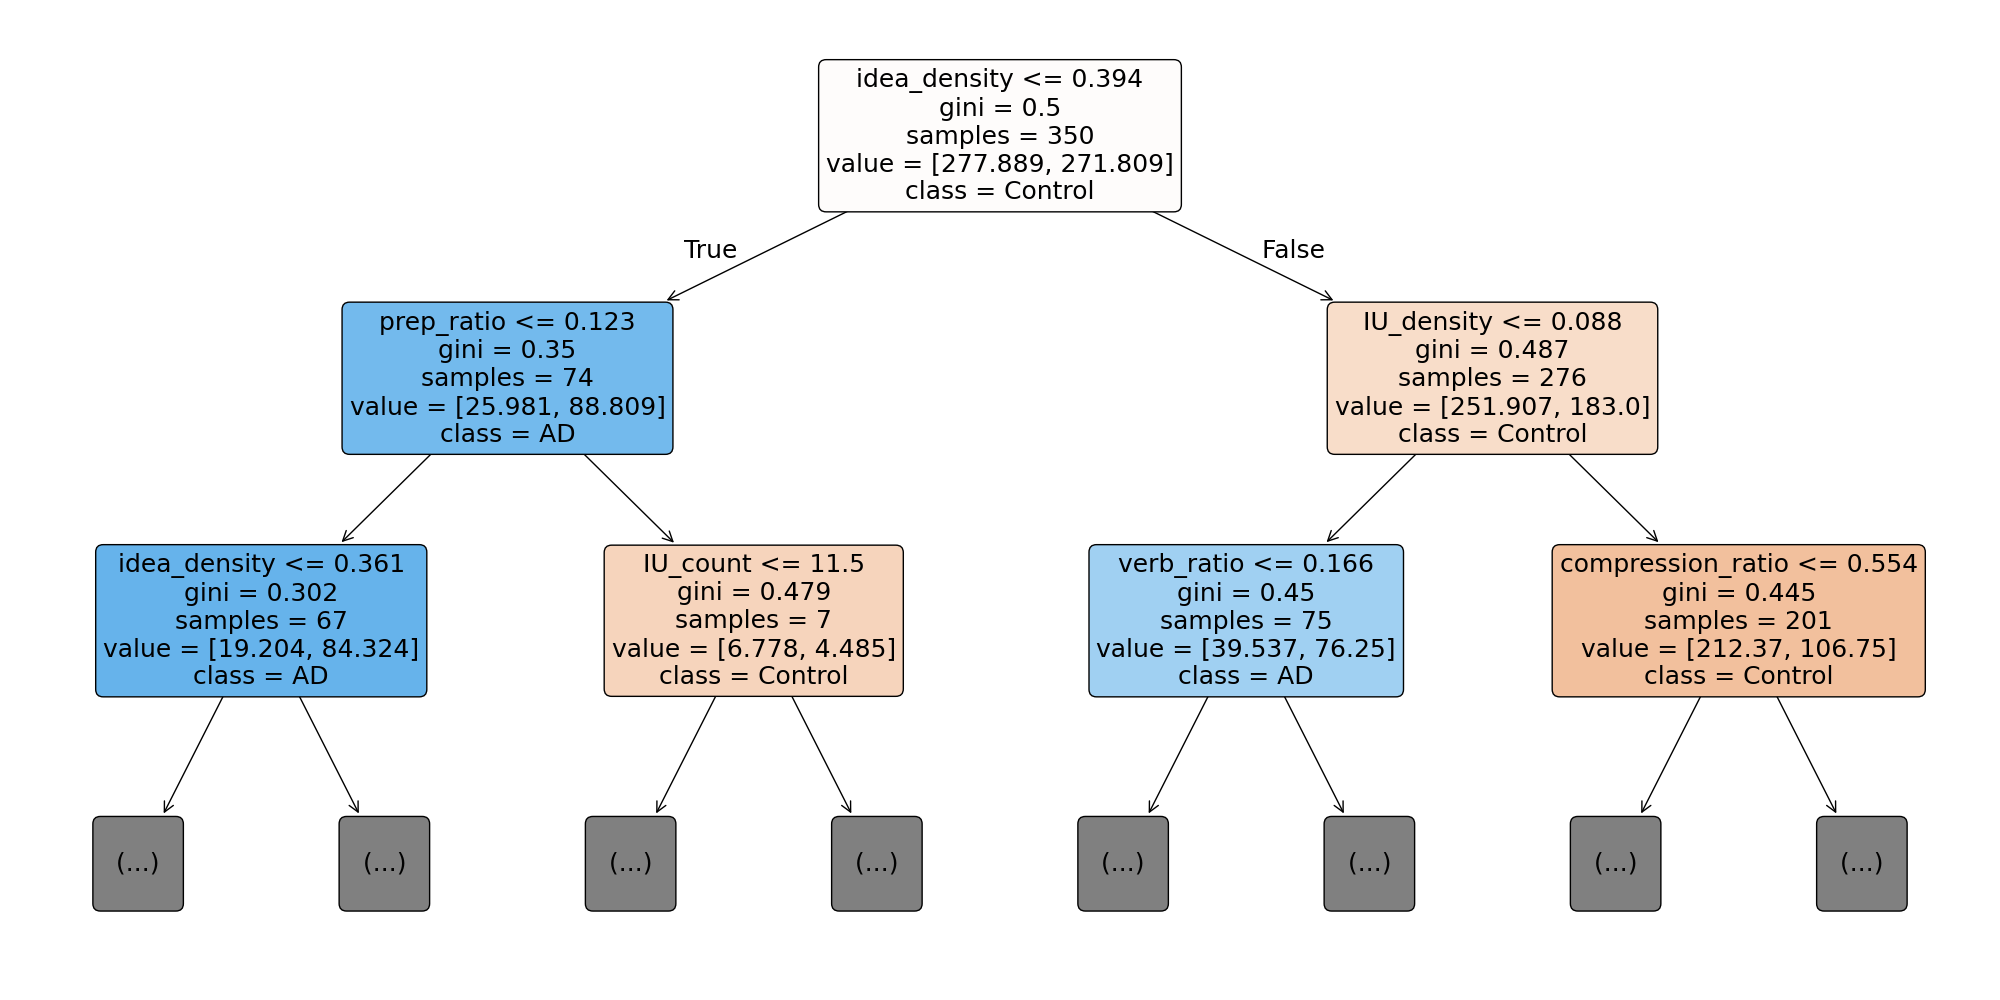 idea_density <= 0.394
gini = 0.5
samples = 350
value = [277.889, 271.809]
class = Control
True
False
prep_ratio <= 0.123
gini = 0.35
samples = 74
value = [25.981, 88.809]
class = AD
IU_density <= 0.088
gini = 0.487
samples = 276
value = [251.907, 183.0]
class = Control
idea_density <= 0.361
gini = 0.302
samples = 67
value = [19.204, 84.324]
class = AD
IU_count <= 11.5
gini = 0.479
samples = 7
value = [6.778, 4.485]
class = Control
verb_ratio <= 0.166
gini = 0.45
samples = 75
value = [39.537, 76.25]
class = AD
compression_ratio <= 0.554
gini = 0.445
samples = 201
value = [212.37, 106.75]
class = Control
(...)
(...)
(...)
(...)
(...)
(...)
(...)
(...)